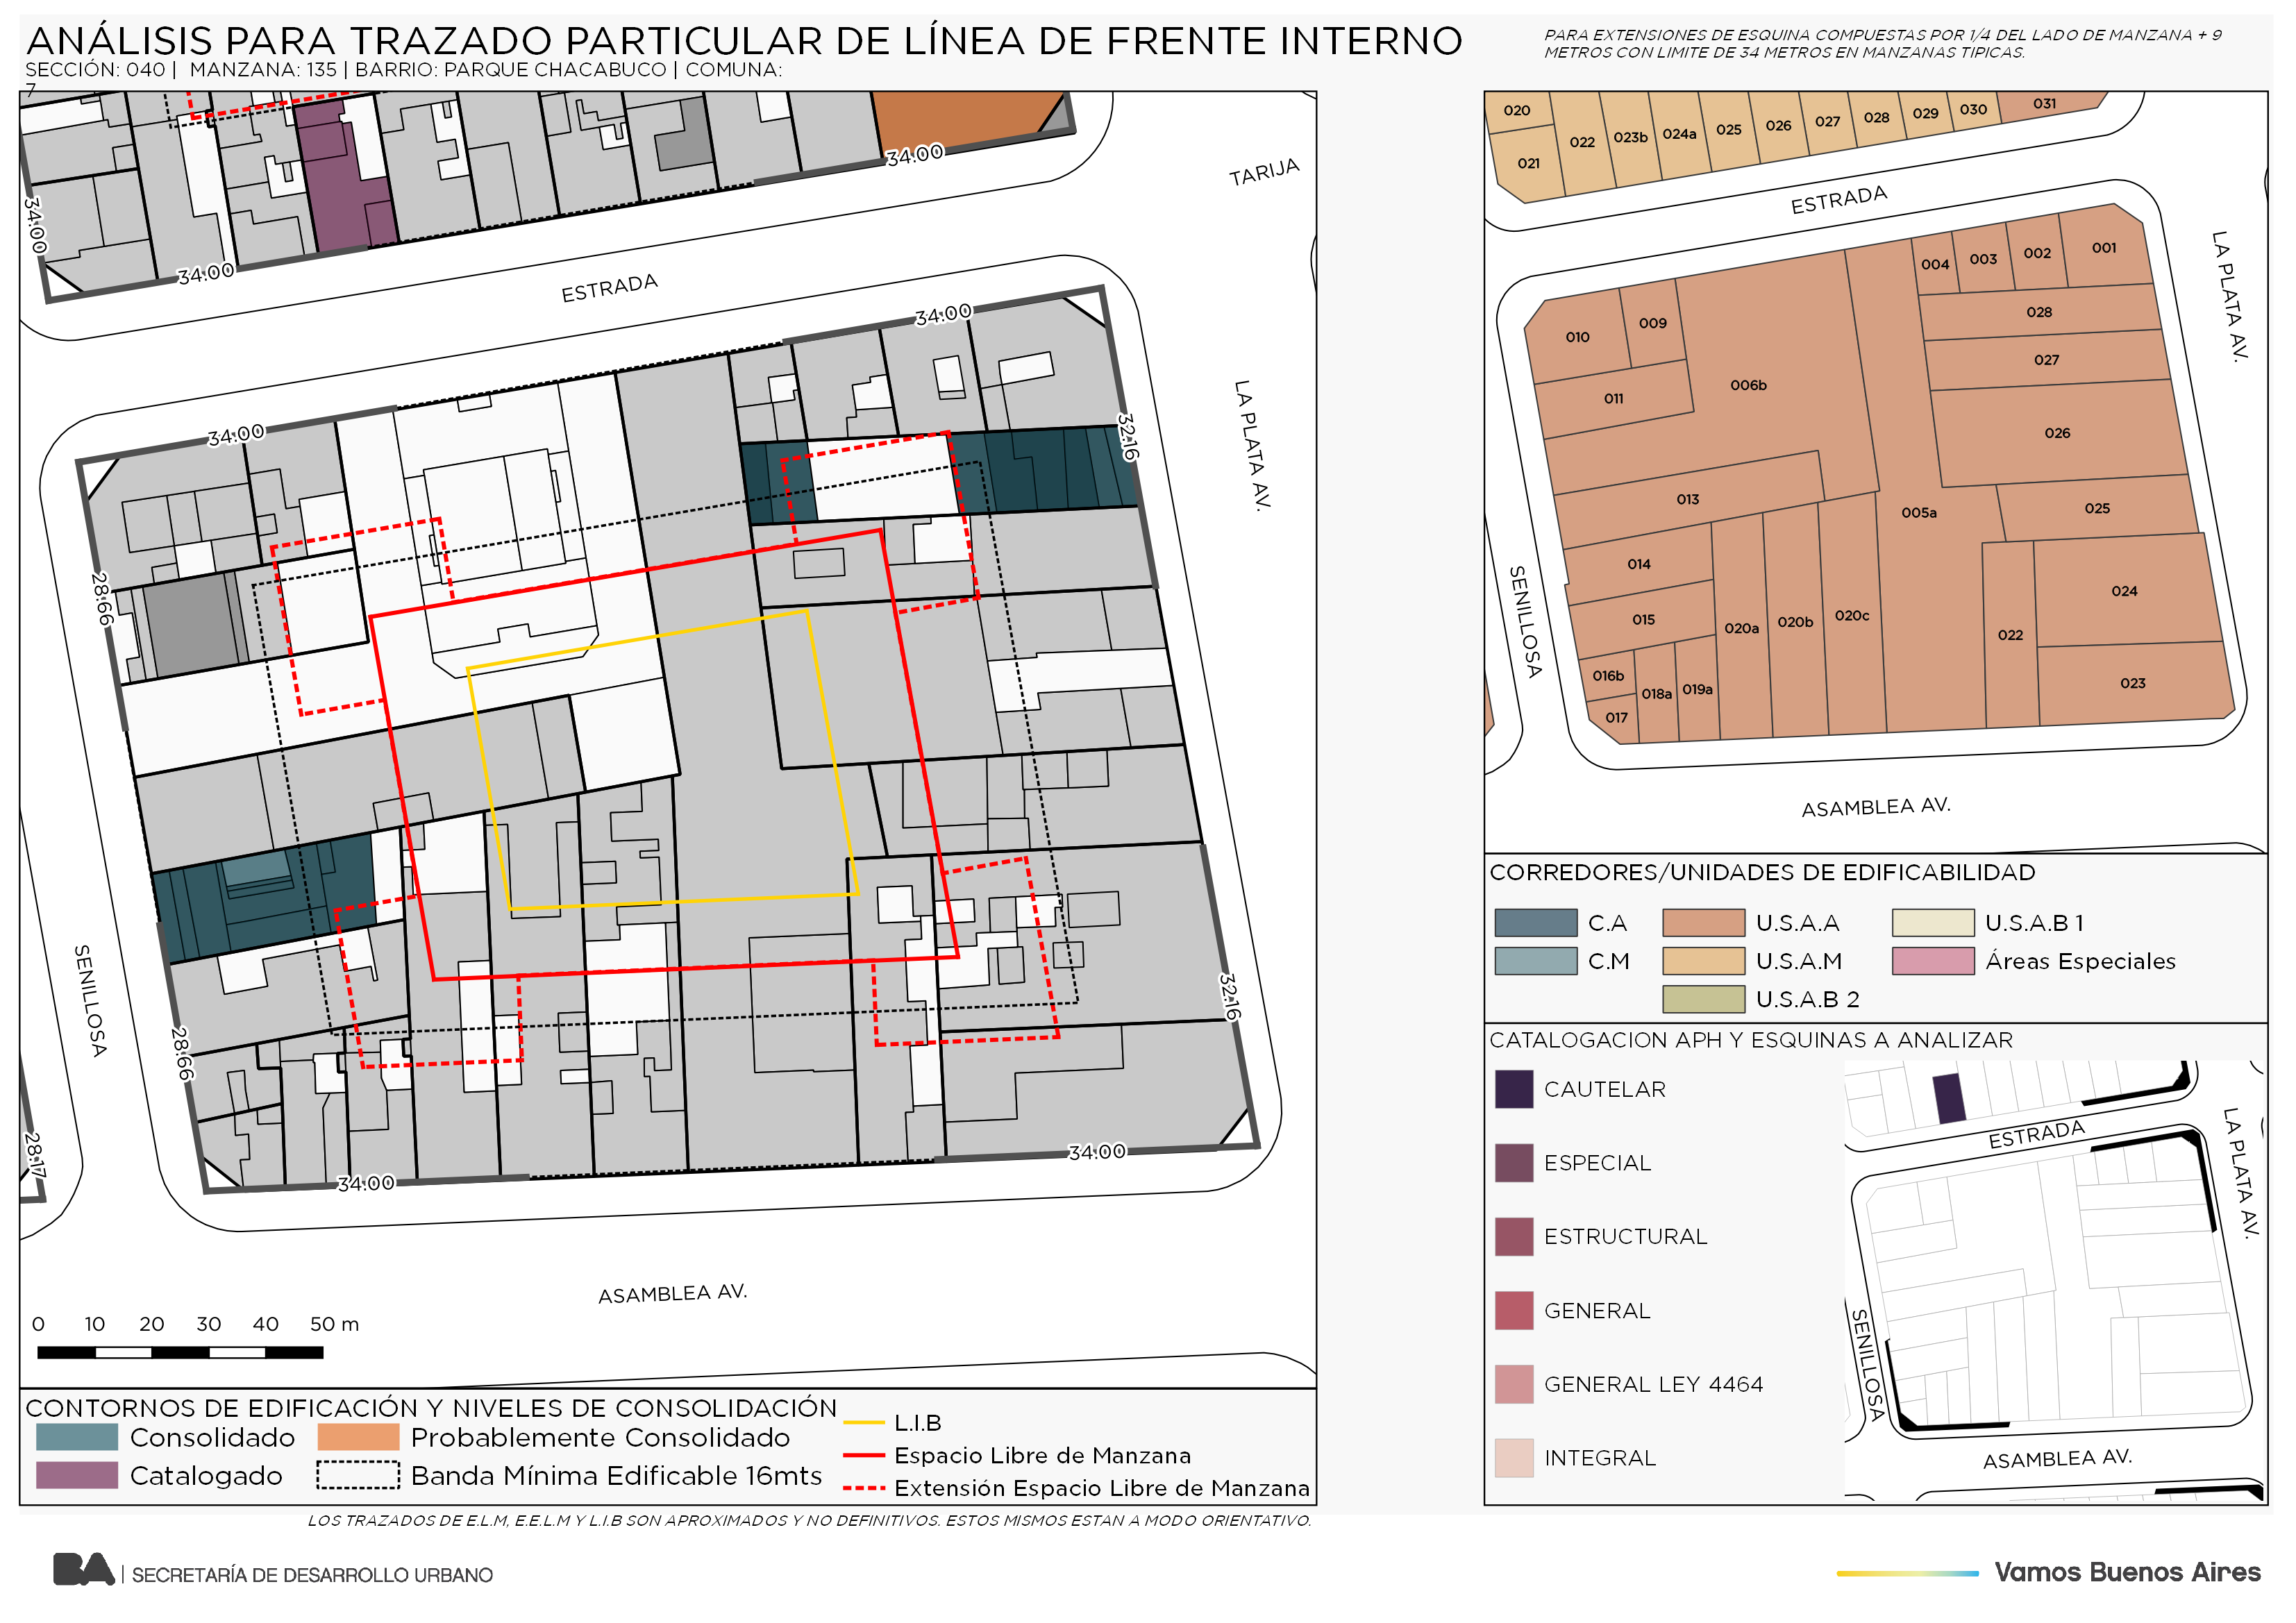 ANÁLISIS PARA TRAZADO PARTICULAR DE LÍNEA DE FRENTE INTERNO
SECCIÓN: 040 | MANZANA: 135 | BARRIO: PARQUE CHACABUCO | COMUNA:
7
PARA EXTENSIONES DE ESQUINA COMPUESTAS POR 1/4 DEL LADO DE MANZANA + 9
METROS CON LIMITE DE 34 METROS EN MANZANAS TIPICAS.
34.00
34.00
34.00
TARIJA
ESTRADA
34.00
34.00
LA PLATA AV.
32.16
28.66
SENILLOSA
28.66
32.16
28.17
34.00
34.00
ASAMBLEA AV.
0 10 20 30 40 50 m
CONTORNOS DE EDIFICACIÓN Y NIVELES DE CONSOLIDACIÓN
Consolidado
Probablemente Consolidado
Catalogado
Banda Mínima Edificable 16mts
L.I.B
Espacio Libre de Manzana
Extensión Espacio Libre de Manzana
LOS TRAZADOS DE E.L.M, E.E.L.M Y L.I.B SON APROXIMADOS Y NO DEFINITIVOS. ESTOS MISMOS ESTAN A MODO ORIENTATIVO.
020
021
022
023b
024a
025
026
027
028
029
030
031
ESTRADA
LA PLATA AV.
004
003
002
001
010
009
028
027
006b
011
026
013
005a
025
014
024
015
020a
020b
020c
022
016b
018a
019a
023
017
SENILLOSA
ASAMBLEA AV.
CORREDORES/UNIDADES DE EDIFICABILIDAD
C.A
U.S.A.A
U.S.A.B 1
C.M
U.S.A.M
Áreas Especiales
U.S.A.B 2
CATALOGACION APH Y ESQUINAS A ANALIZAR
CAUTELAR
ESPECIAL
ESTRUCTURAL
GENERAL
GENERAL LEY 4464
INTEGRAL
ESTRADA
LA PLATA AV.
SENILLOSA
ASAMBLEA AV.
BA | SECRETARÍA DE DESARROLLO URBANO
Vamos Buenos Aires